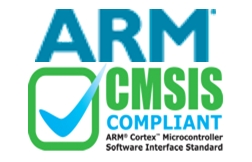 ARM®
CMSIS
COMPLIANT
ARM® Cortex™ Microcontroller
Software Interface Standard